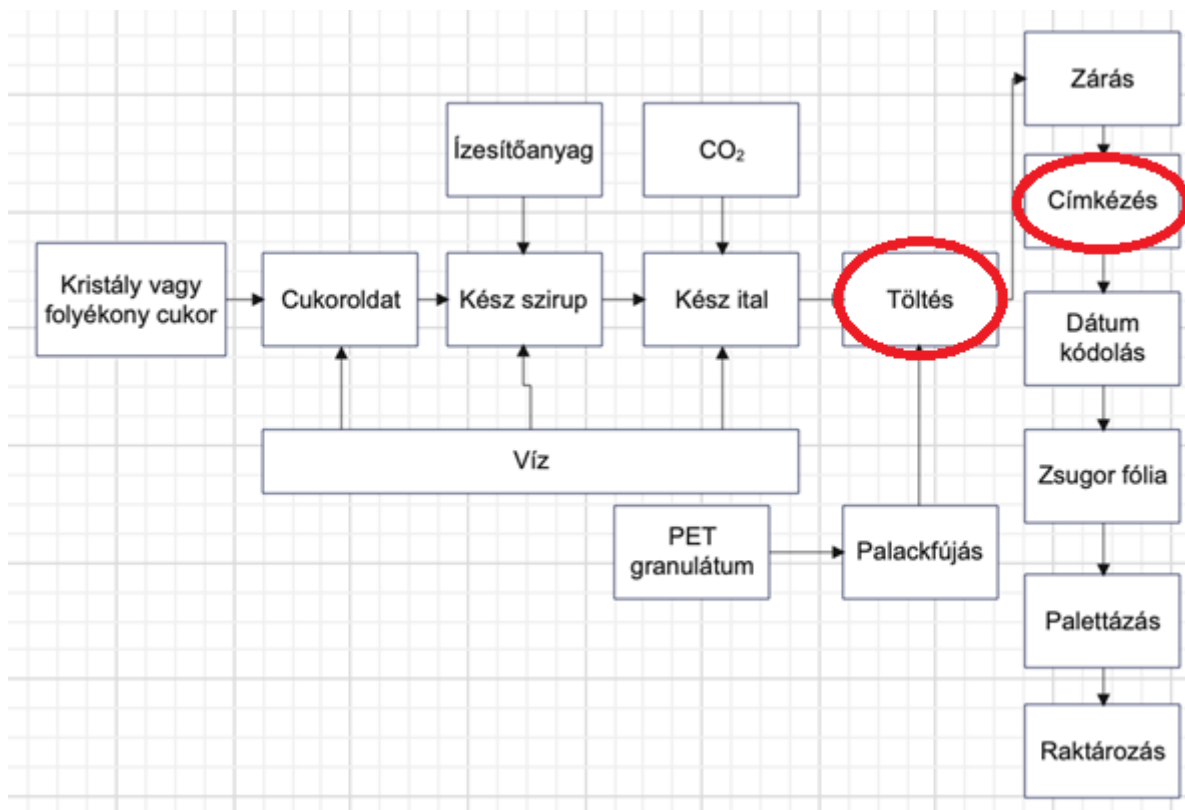 Zárás
Ízesítőanyag
CO₂
Címkézés
Kristály vagy
folyékony cukor
Cukoroldat
Kész szirup
Kész ital
Töltés
Dátum
kódolás
Víz
Zsugor fólia
PET
granulátum
Palackfújás
Palettázás
Raktározás